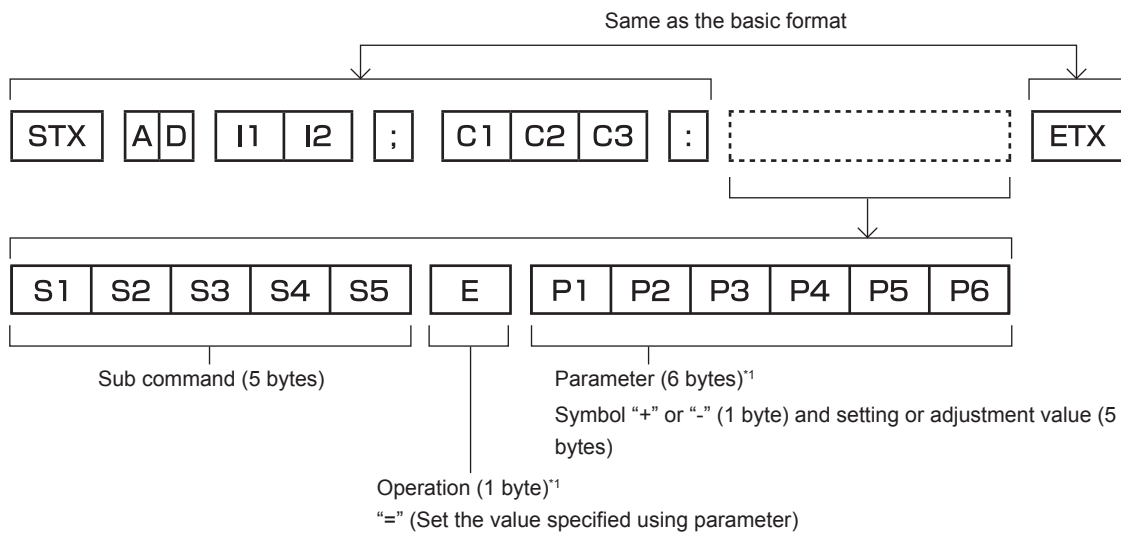 Same as the basic format
STX A D I1 I2 ; C1 C2 C3 : ETX
S1 S2 S3 S4 S5 E P1 P2 P3 P4 P5 P6
Sub command (5 bytes)
Parameter (6 bytes)*1
Symbol “+” or “-” (1 byte) and setting or adjustment value (5
bytes)
Operation (1 byte)*1
“=” (Set the value specified using parameter)